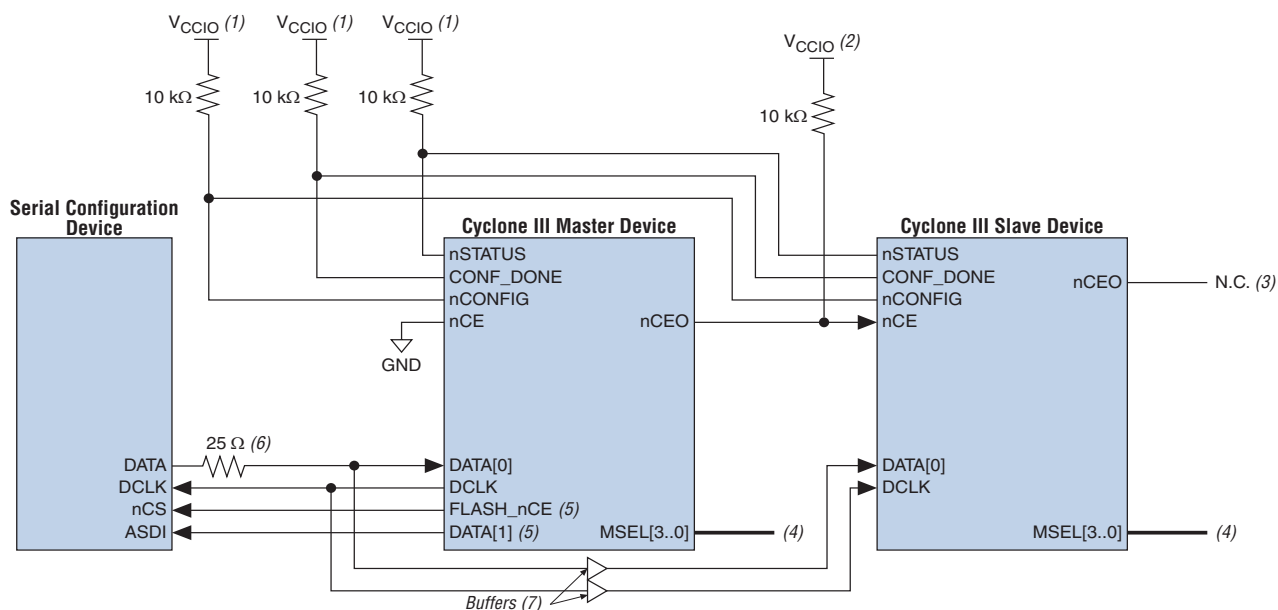 VCCIO (1)
VCCIO (1)
VCCIO (1)
VCCIO (2)
10 kΩ
10 kΩ
10 kΩ
10 kΩ
Serial Configuration
Device
DATA
DCLK
nCS
ASDI
25 Ω (6)
Cyclone III Master Device
nSTATUS
CONF_DONE
nCONFIG
nCE
GND
nCEO
DATA[0]
DCLK
FLASH_nCE (5)
DATA[1] (5)
MSEL[3..0]
(4)
Cyclone III Slave Device
nSTATUS
CONF_DONE
nCONFIG
nCE
nCEO
N.C. (3)
DATA[0]
DCLK
MSEL[3..0]
(4)
Buffers (7)